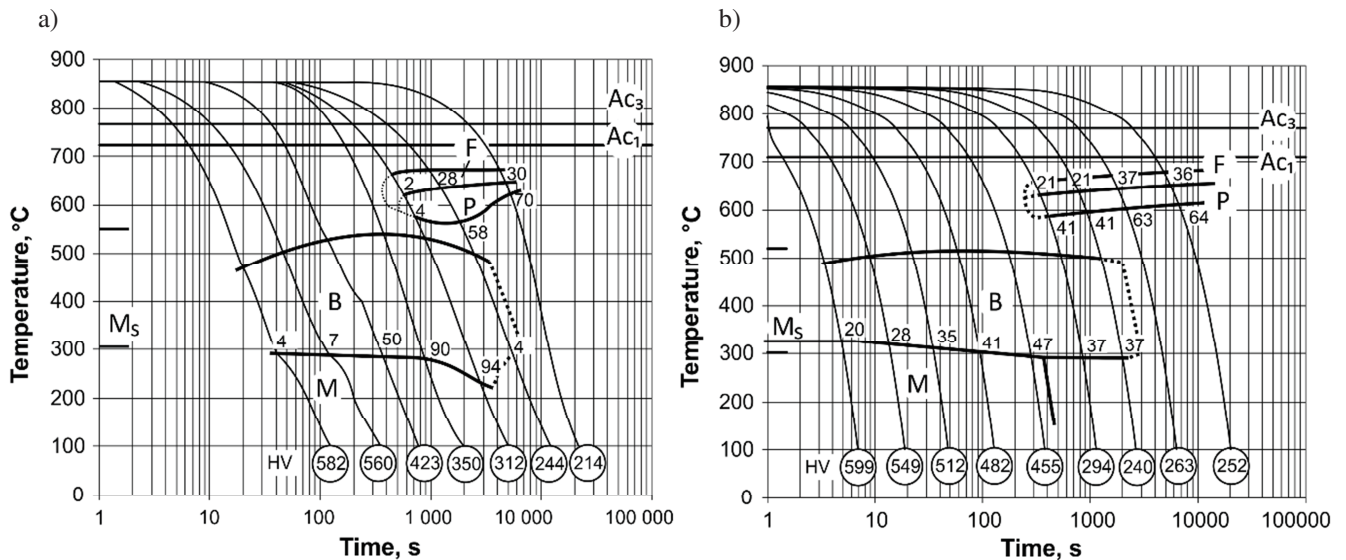 a)
900
800
700
600
500
400
300
200
100
0
Temperature, °C
Ac₃
Ac₁
F
2 28 30
P
4 58 70
B
Mₛ
4 7 50 90 94 4
M
HV 582 560 423 350 312 244 214
1 10 100 1 000 10 000 100 000
Time, s
b)
900
800
700
600
500
400
300
200
100
0
Temperature, °C
Ac₃
Ac₁
F
21 21 37 36
P
41 41 63 64
B
Mₛ
20 28 35 41 47 37 37
M
HV 599 549 512 482 455 294 240 263 252
1 10 100 1000 10000 100000
Time, s